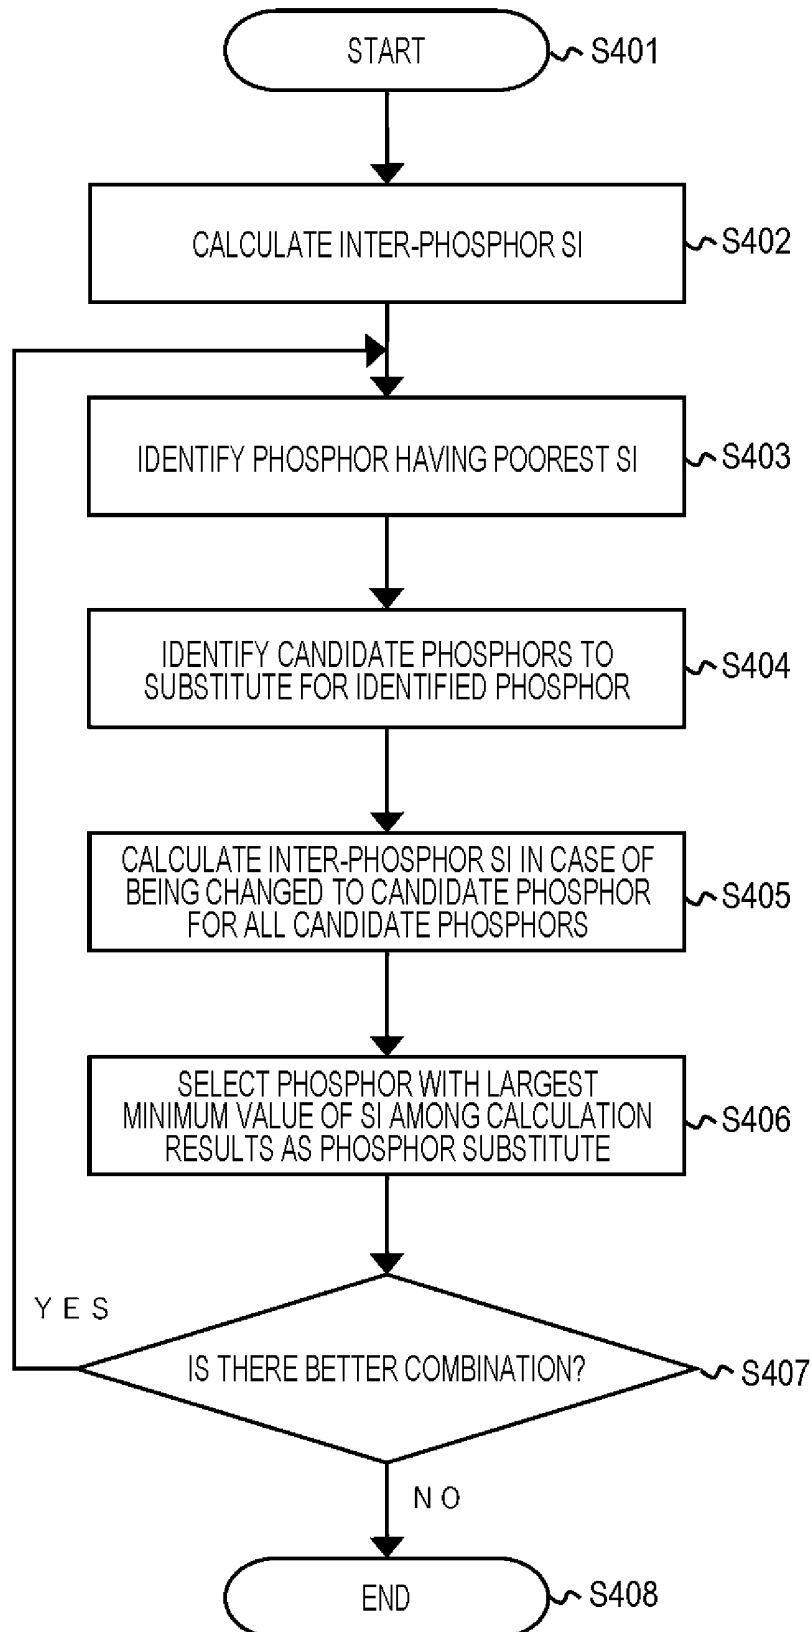 START
S401
CALCULATE INTER-PHOSPHOR SI
S402
IDENTIFY PHOSPHOR HAVING POOREST SI
S403
IDENTIFY CANDIDATE PHOSPHORS TO
SUBSTITUTE FOR IDENTIFIED PHOSPHOR
S404
CALCULATE INTER-PHOSPHOR SI IN CASE OF
BEING CHANGED TO CANDIDATE PHOSPHOR
FOR ALL CANDIDATE PHOSPHORS
S405
SELECT PHOSPHOR WITH LARGEST
MINIMUM VALUE OF SI AMONG CALCULATION
RESULTS AS PHOSPHOR SUBSTITUTE
S406
YES
IS THERE BETTER COMBINATION?
S407
NO
END
S408